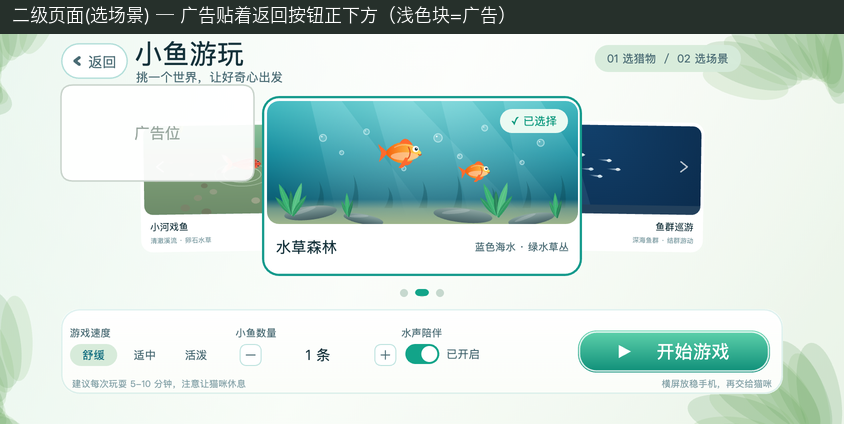 二级页面(选场景) — 广告贴着返回按钮正下方（浅色块=广告）
返回
小鱼游玩
挑一个世界，让好奇心出发
01 选猎物 / 02 选场景
广告位
✓ 已选择
小河戏鱼
清澈溪流 · 卵石水草
水草森林
蓝色海水 · 绿水草丛
鱼群巡游
深海鱼群 · 结群游动
游戏速度
舒缓 适中 活泼
小鱼数量
1 条
水声陪伴
已开启
开始游戏
建议每次玩耍 5–10 分钟，注意让猫咪休息
横屏放稳手机，再交给猫咪